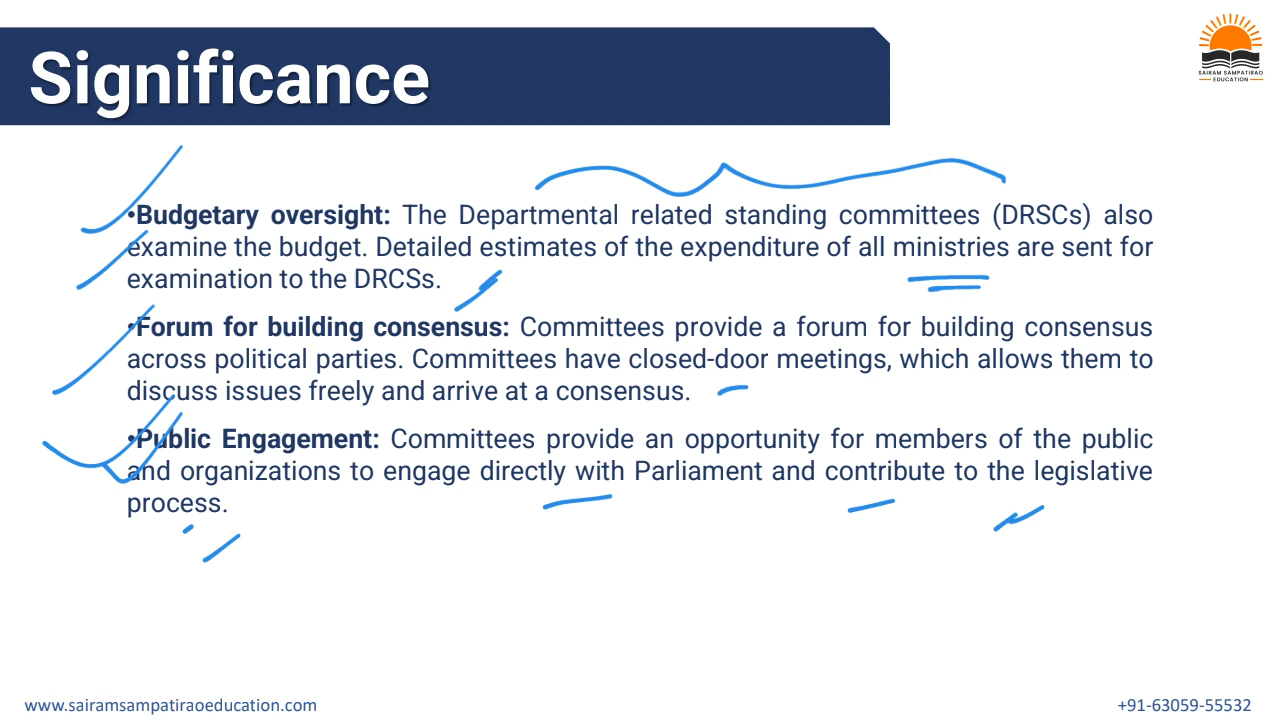 Significance
SAIRAM SAMPATIRAO
EDUCATION
•Budgetary oversight: The Departmental related standing committees (DRSCs) also
examine the budget. Detailed estimates of the expenditure of all ministries are sent for
examination to the DRCSs.
•Forum for building consensus: Committees provide a forum for building consensus
across political parties. Committees have closed-door meetings, which allows them to
discuss issues freely and arrive at a consensus.
•Public Engagement: Committees provide an opportunity for members of the public
and organizations to engage directly with Parliament and contribute to the legislative
process.
www.sairamsampatiraoeducation.com
+91-63059-55532